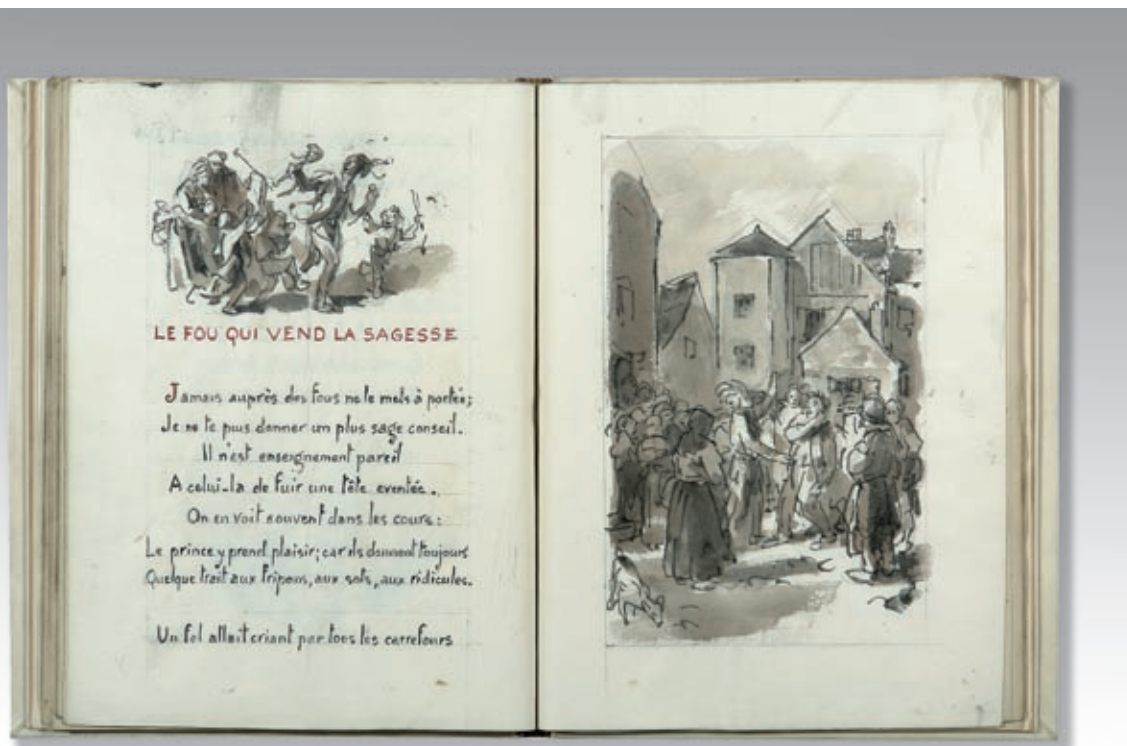 LE FOU QUI VEND LA SAGESSE
Jamais auprès des fous ne te mets à portée;
Je ne te puis donner un plus sage conseil.
Il n'est enseignement pareil
A celui-la de fuir une tête eventée.
On en voit souvent dans les cours:
Le prince y prend plaisir; car ils donnent toujours
Quelque trait aux fripons, aux sots, aux ridicules.
Un fol allait criant par tous les carrefours